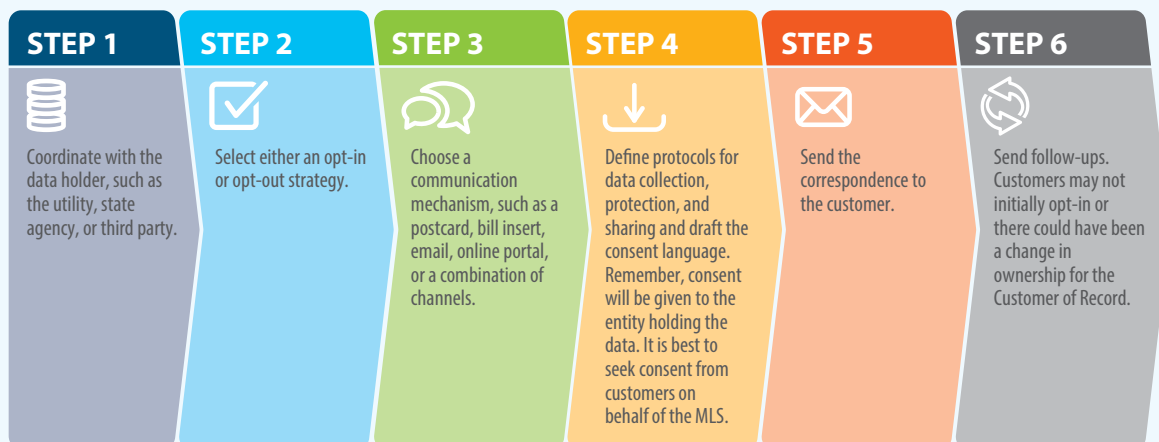 STEP 1
Coordinate with the
data holder, such as
the utility, state
agency, or third party.
STEP 2
Select either an opt-in
or opt-out strategy.
STEP 3
Choose a
communication
mechanism, such as a
postcard, bill insert,
email, online portal,
or a combination of
channels.
STEP 4
Define protocols for
data collection,
protection, and
sharing and draft the
consent language.
Remember, consent
will be given to the
entity holding the
data. It is best to
seek consent from
customers on
behalf of the MLS.
STEP 5
Send the
correspondence to
the customer.
STEP 6
Send follow-ups.
Customers may not
initially opt-in or
there could have been
a change in
ownership for the
Customer of Record.